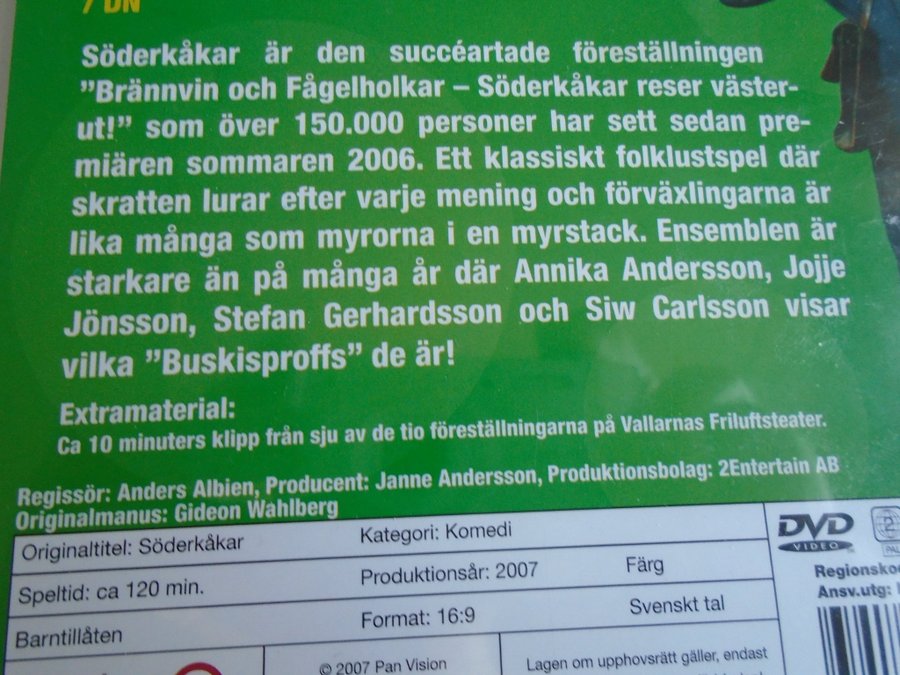 7 DN
Söderkåkar är den succéartade föreställningen
"Brännvin och Fågelholkar – Söderkåkar reser väster-
ut!" som över 150.000 personer har sett sedan pre-
miären sommaren 2006. Ett klassiskt folklustspel där
skratten lurar efter varje mening och förväxlingarna är
lika många som myrorna i en myrstack. Ensemblen är
starkare än på många år där Annika Andersson, Jojje
Jönsson, Stefan Gerhardsson och Siw Carlsson visar
vilka "Buskisproffs" de är!
Extramaterial:
Ca 10 minuters klipp från sju av de tio föreställningarna på Vallarnas Friluftsteater.
Regissör: Anders Albien, Producent: Janne Andersson, Produktionsbolag: 2Entertain AB
Originalmanus: Gideon Wahlberg
Originaltitel: Söderkåkar Kategori: Komedi
Speltid: ca 120 min. Produktionsår: 2007 Färg
Barntillåten Format: 16:9 Svenskt tal
DVD
VIDEO
2
PAL
Ansv.utg:
© 2007 Pan Vision
Lagen om upphovsrätt gäller, endast